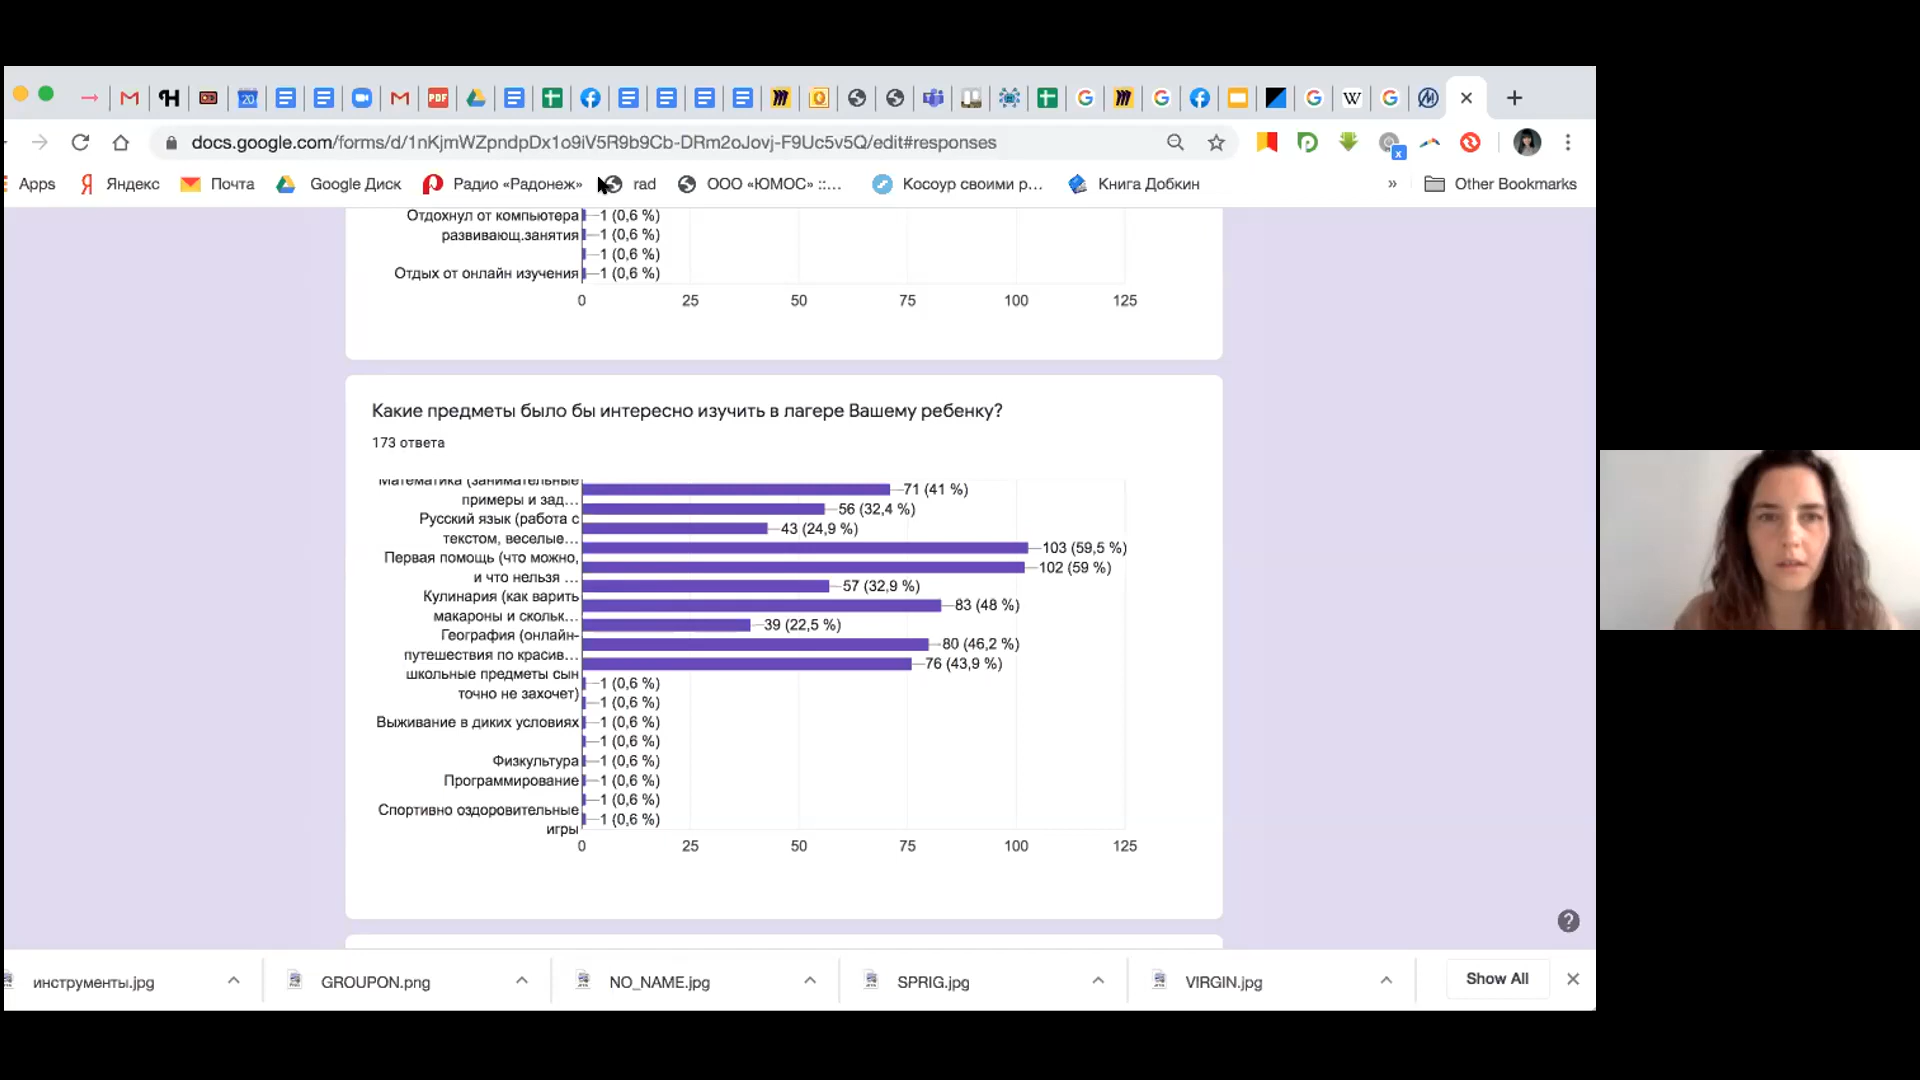 docs.google.com/forms/d/1nKjmWZpndpDx1o9iV5R9b9Cb-DRm2oJovj-F9Uc5v5Q/edit#responses
Apps Яндекс Почта Google Диск Радио «Радонеж» rad ООО «ЮМОС» ::... Косоур своими р... Книга Добкин » Other Bookmarks
Отдохнул от компьютера 1 (0,6 %)
развивающ.занятия 1 (0,6 %)
1 (0,6 %)
Отдых от онлайн изучения 1 (0,6 %)
0 25 50 75 100 125
Какие предметы было бы интересно изучить в лагере Вашему ребенку?
173 ответа
Математика (занимательные
71 (41 %)
примеры и зад...
56 (32,4 %)
Русский язык (работа с
43 (24,9 %)
текстом, веселые...
103 (59,5 %)
Первая помощь (что можно,
102 (59 %)
и что нельзя ...
57 (32,9 %)
Кулинария (как варить
83 (48 %)
макароны и скольк...
39 (22,5 %)
География (онлайн-
80 (46,2 %)
путешествия по красив...
76 (43,9 %)
школьные предметы сын
1 (0,6 %)
точно не захочет)
1 (0,6 %)
Выживание в диких условиях 1 (0,6 %)
1 (0,6 %)
Физкультура 1 (0,6 %)
Программирование 1 (0,6 %)
1 (0,6 %)
Спортивно оздоровительные
1 (0,6 %)
игры
0 25 50 75 100 125
инструменты.jpg GROUPON.png NO_NAME.jpg SPRIG.jpg VIRGIN.jpg Show All